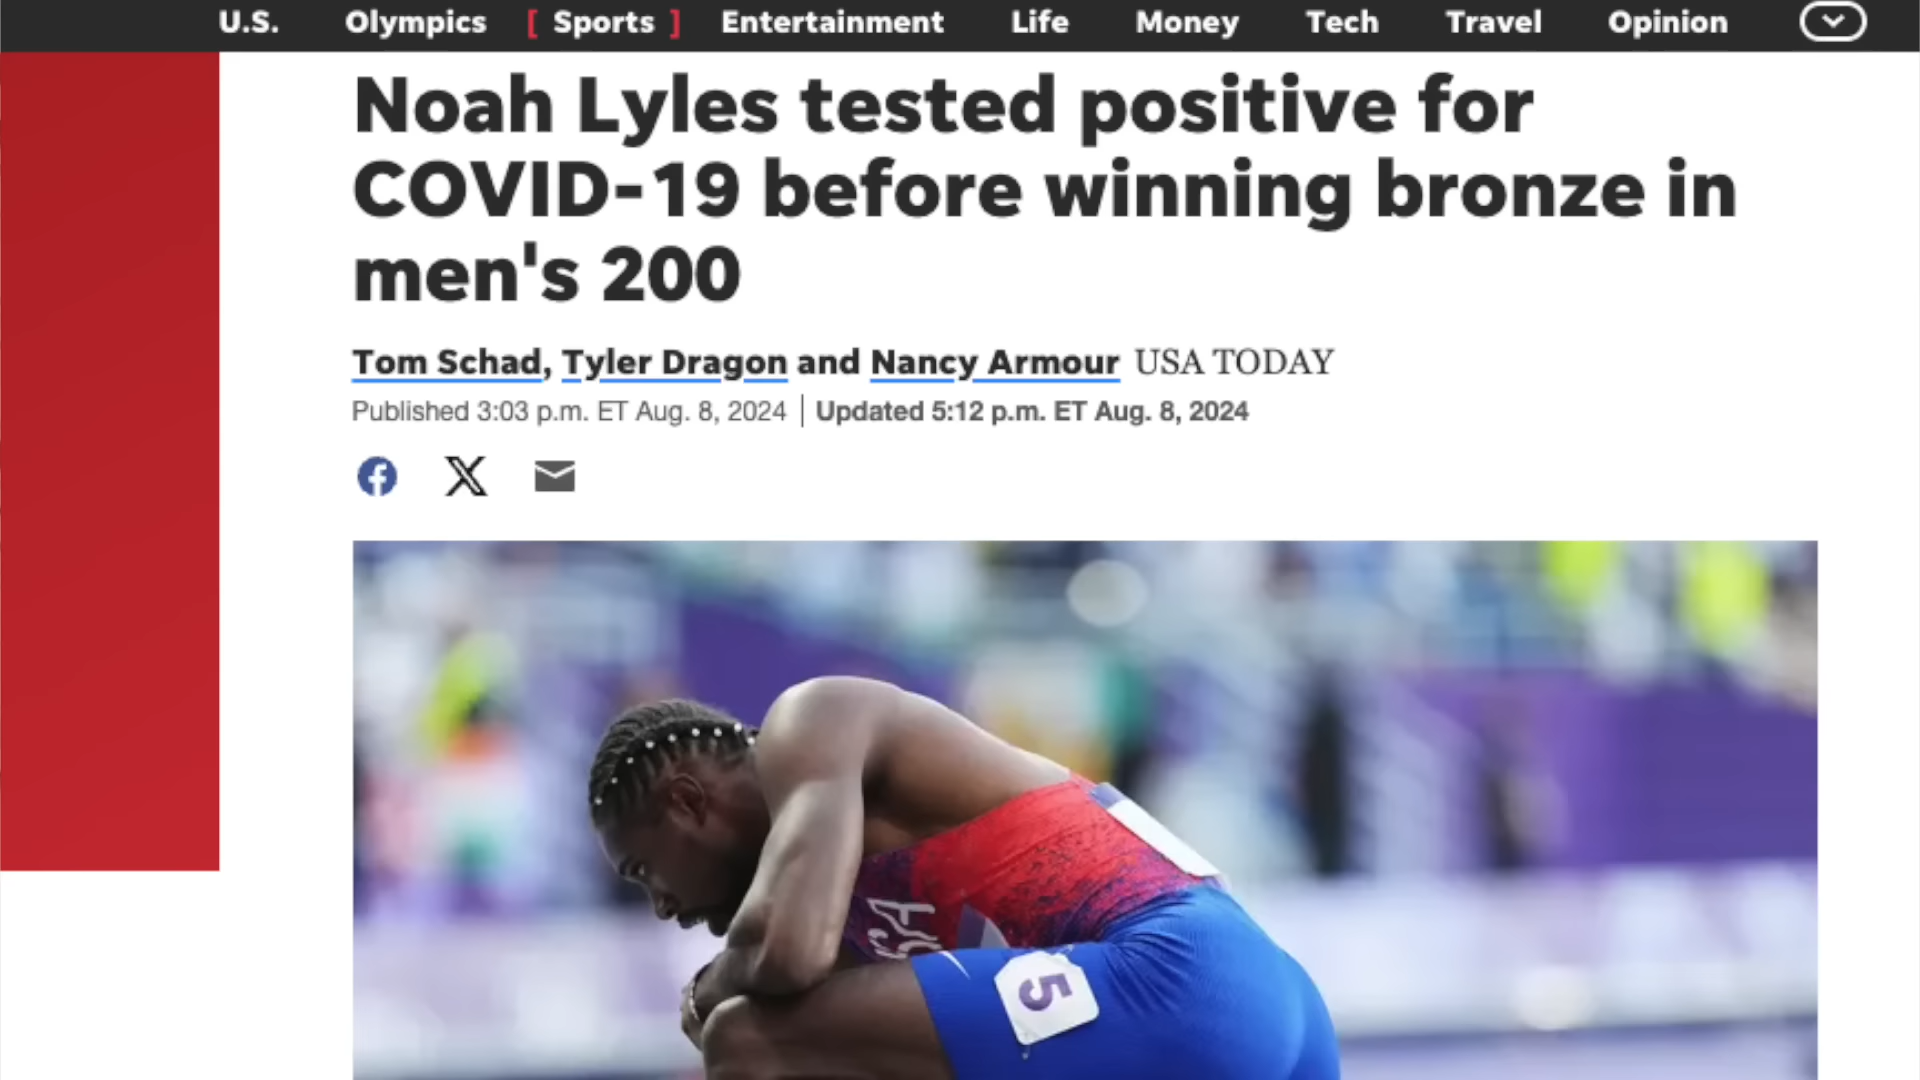 U.S. Olympics [ Sports ] Entertainment Life Money Tech Travel Opinion
Noah Lyles tested positive for
COVID-19 before winning bronze in
men's 200
Tom Schad, Tyler Dragon and Nancy Armour USA TODAY
Published 3:03 p.m. ET Aug. 8, 2024 | Updated 5:12 p.m. ET Aug. 8, 2024
USA
5